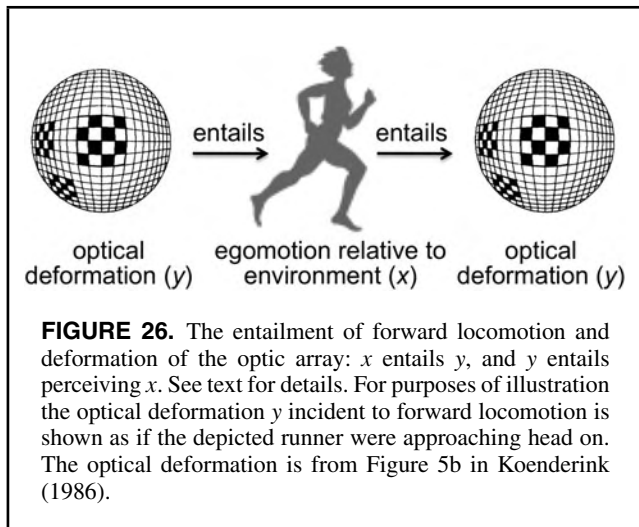 entails entails
optical egomotion relative to optical
deformation (y) environment (x) deformation (y)
FIGURE 26. The entailment of forward locomotion and
deformation of the optic array: x entails y, and y entails
perceiving x. See text for details. For purposes of illustration
the optical deformation y incident to forward locomotion is
shown as if the depicted runner were approaching head on.
The optical deformation is from Figure 5b in Koenderink
(1986).